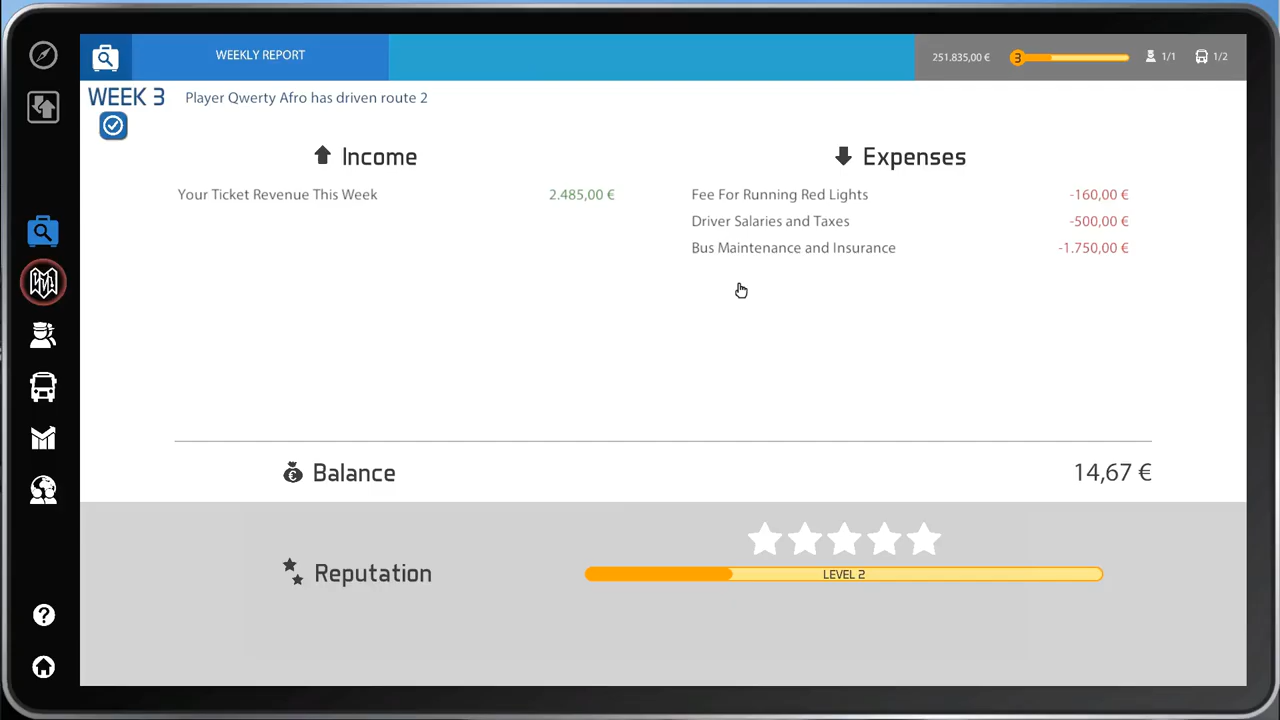 WEEKLY REPORT
251.835,00 €
3
1/1
1/2
WEEK 3
Player Qwerty Afro has driven route 2
Income
Expenses
Your Ticket Revenue This Week 2.485,00 €
Fee For Running Red Lights -160,00 €
Driver Salaries and Taxes -500,00 €
Bus Maintenance and Insurance -1.750,00 €
Balance 14,67 €
Reputation
LEVEL 2
?